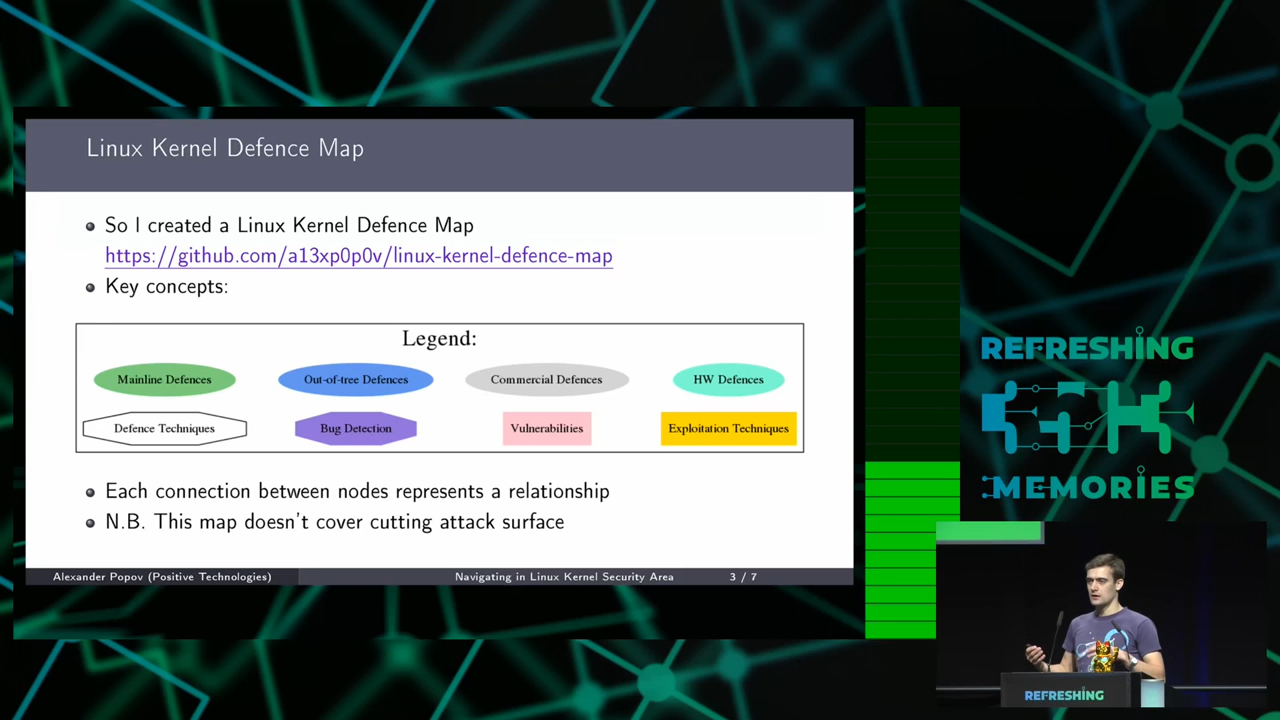 Linux Kernel Defence Map
So I created a Linux Kernel Defence Map
https://github.com/a13xp0p0v/linux-kernel-defence-map
Key concepts:
Legend:
Mainline Defences
Out-of-tree Defences
Commercial Defences
HW Defences
Defence Techniques
Bug Detection
Vulnerabilities
Exploitation Techniques
Each connection between nodes represents a relationship
N.B. This map doesn't cover cutting attack surface
Alexander Popov (Positive Technologies)
Navigating in Linux Kernel Security Area
3 / 7
REFRESHING
35C3
MEMORIES
REFRESHING